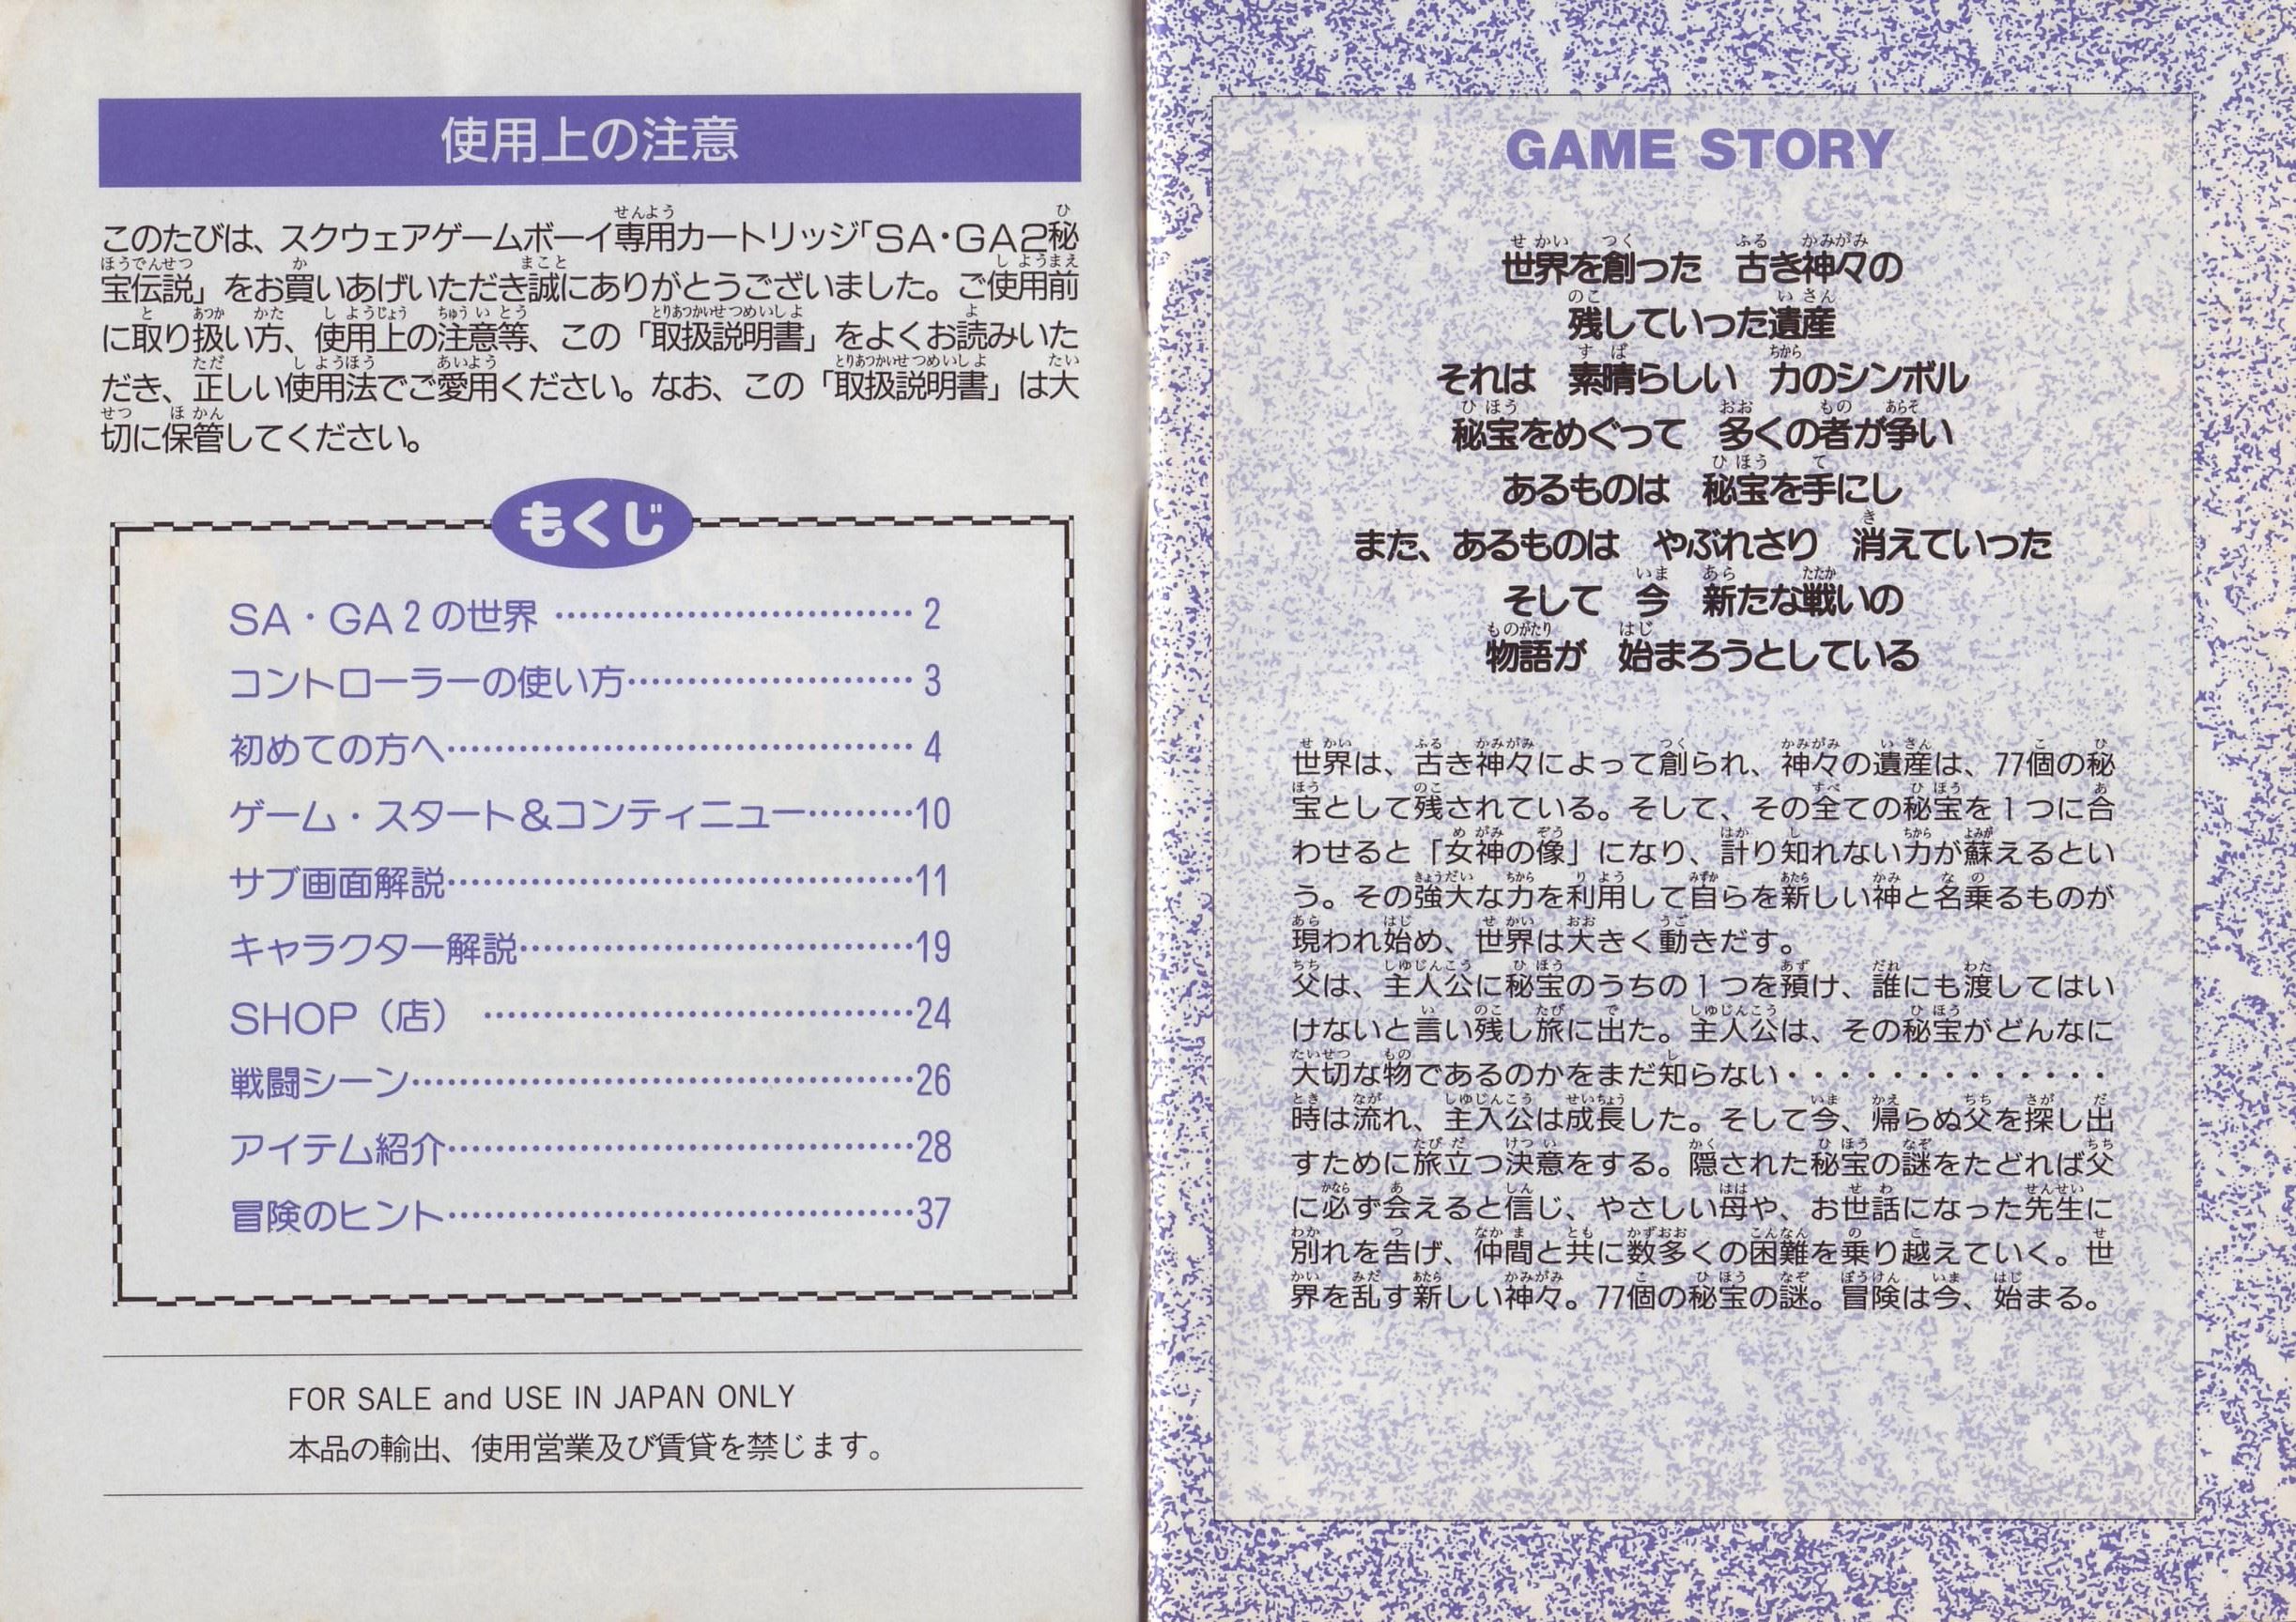 使用上の注意
このたびは、スクウェアゲームボーイ専用カートリッジ「SA・GA2秘
宝伝説」をお買いあげいただき誠にありがとうございました。ご使用前
に取り扱い方、使用上の注意等、この「取扱説明書」をよくお読みいた
だき、正しい使用法でご愛用ください。なお、この「取扱説明書」は大
切に保管してください。
もくじ
SA・GA2の世界 ……………………………… 2
コントローラーの使い方……………………… 3
初めての方へ…………………………………… 4
ゲーム・スタート&コンティニュー………10
サブ画面解説……………………………………11
キャラクター解説………………………………19
SHOP（店） …………………………………24
戦闘シーン………………………………………26
アイテム紹介……………………………………28
冒険のヒント……………………………………37
FOR SALE and USE IN JAPAN ONLY
本品の輸出、使用営業及び賃貸を禁じます。
GAME STORY
世界を創った　古き神々の
残していった遺産
それは　素晴らしい　力のシンボル
秘宝をめぐって　多くの者が争い
あるものは　秘宝を手にし
また、あるものは　やぶれさり　消えていった
そして　今　新たな戦いの
物語が　始まろうとしている
世界は、古き神々によって創られ、神々の遺産は、77個の秘
宝として残されている。そして、その全ての秘宝を1つに合
わせると「女神の像」になり、計り知れない力が蘇えるとい
う。その強大な力を利用して自らを新しい神と名乗るものが
現われ始め、世界は大きく動きだす。
父は、主人公に秘宝のうちの1つを預け、誰にも渡してはい
けないと言い残し旅に出た。主人公は、その秘宝がどんなに
大切な物であるのかをまだ知らない・・・・・・・・・・・・・
時は流れ、主人公は成長した。そして今、帰らぬ父を探し出
すために旅立つ決意をする。隠された秘宝の謎をたどれば父
に必ず会えると信じ、やさしい母や、お世話になった先生に
別れを告げ、仲間と共に数多くの困難を乗り越えていく。世
界を乱す新しい神々。77個の秘宝の謎。冒険は今、始まる。